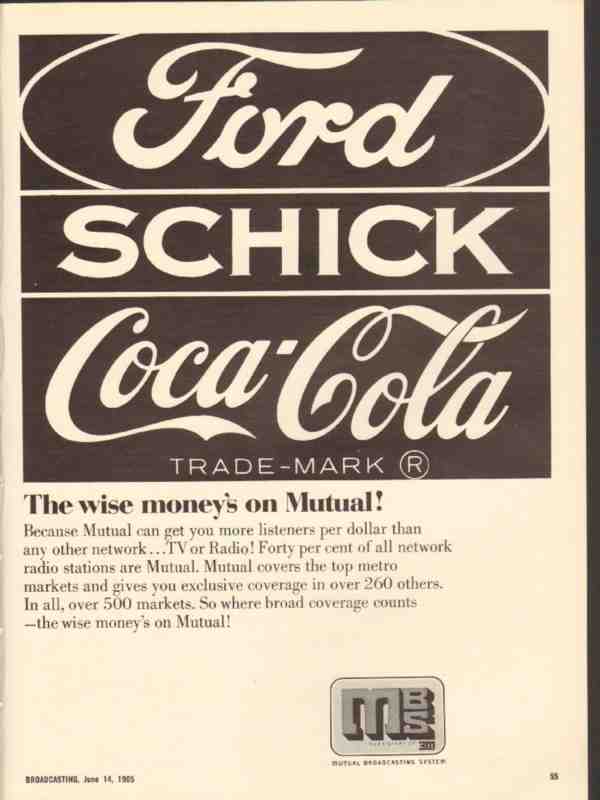 Ford
SCHICK
Coca-Cola
TRADE-MARK ®
The wise money's on Mutual!
Because Mutual can get you more listeners per dollar than
any other network...TV or Radio! Forty per cent of all network
radio stations are Mutual. Mutual covers the top metro
markets and gives you exclusive coverage in over 260 others.
In all, over 500 markets. So where broad coverage counts
—the wise money's on Mutual!
MBS
3M
MUTUAL BROADCASTING SYSTEM
BROADCASTING, June 14, 1965
55